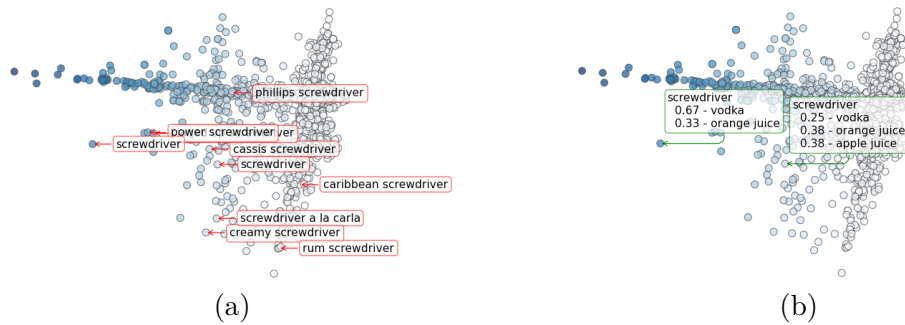 phillips screwdriver
power screwdriver
ver
screwdriver
cassis screwdriver
screwdriver
caribbean screwdriver
screwdriver a la carla
creamy screwdriver
rum screwdriver
(a)
screwdriver
0.67 - vodka
0.33 - orange juice
screwdriver
0.25 - vodka
0.38 - orange juice
0.38 - apple juice
(b)